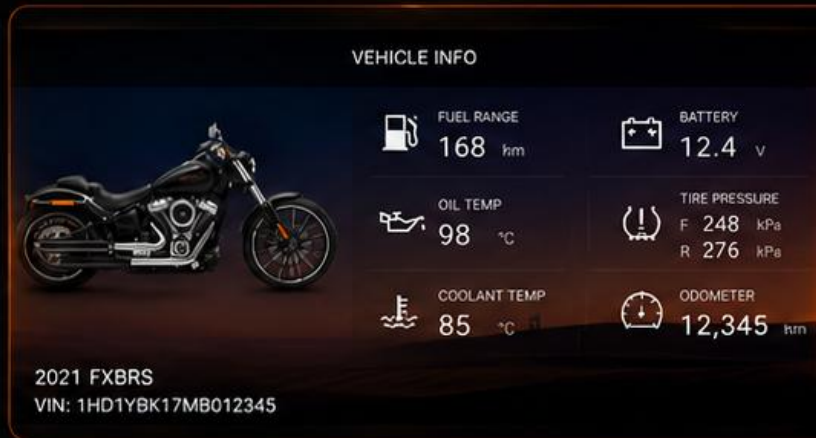 VEHICLE INFO
FUEL RANGE
168 km
BATTERY
12.4 V
OIL TEMP
98 °C
TIRE PRESSURE
F 248 kPa
R 276 kPa
COOLANT TEMP
85 °C
ODOMETER
12,345 km
2021 FXBRS
VIN: 1HD1YBK17MB012345